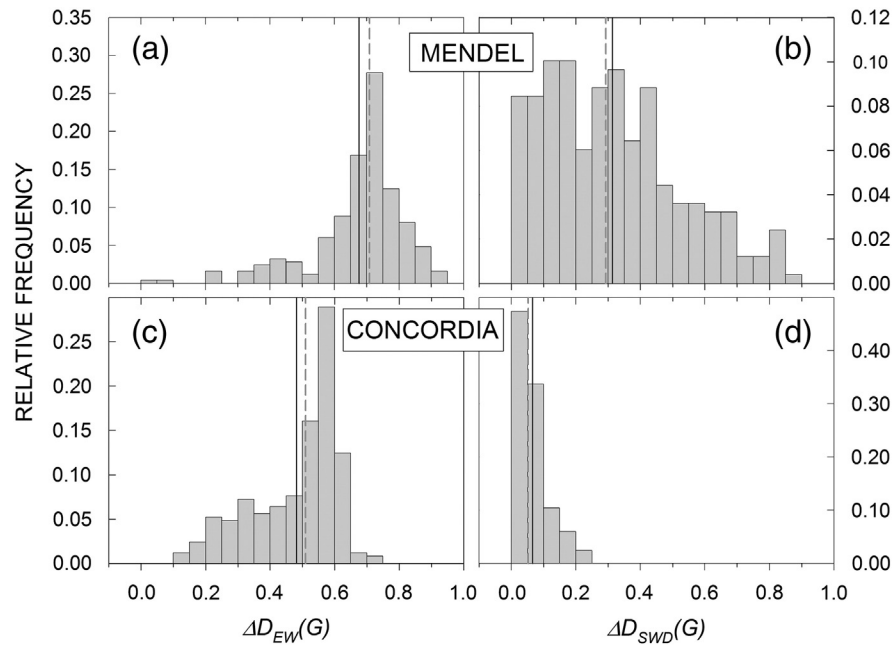 0.35
0.30
0.25
0.20
0.15
0.10
0.05
0.00
(a)
MENDEL
(b)
0.12
0.10
0.08
0.06
0.04
0.02
0.00
RELATIVE FREQUENCY
0.25
0.20
0.15
0.10
0.05
0.00
(c)
CONCORDIA
(d)
0.40
0.30
0.20
0.10
0.00
0.0 0.2 0.4 0.6 0.8 1.0
0.0 0.2 0.4 0.6 0.8 1.0
ΔD_EW(G)
ΔD_SWD(G)